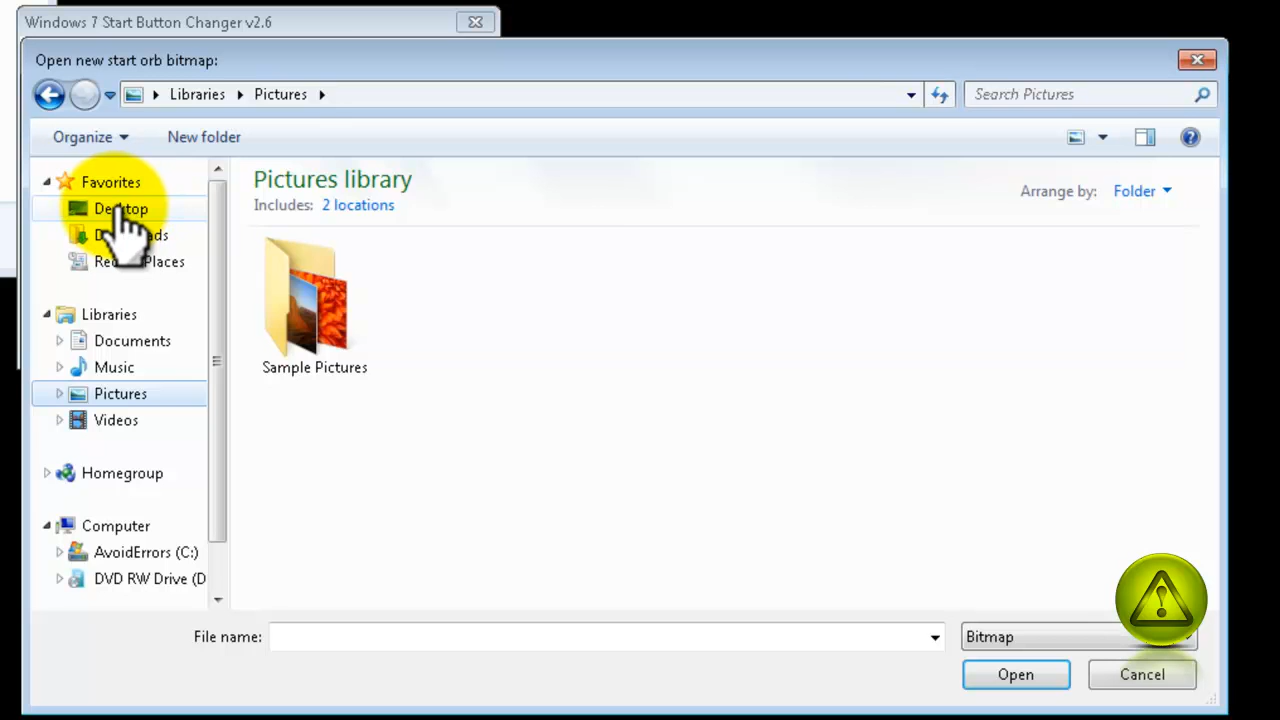 Windows 7 Start Button Changer v2.6
Open new start orb bitmap:
Libraries Pictures
Search Pictures
Organize
New folder
Favorites
Desktop
Libraries
Documents
Music
Pictures
Videos
Homegroup
Computer
AvoidErrors (C:)
DVD RW Drive (D
Pictures library
Includes: 2 locations
Arrange by: Folder
Sample Pictures
File name:
Bitmap
Open
Cancel